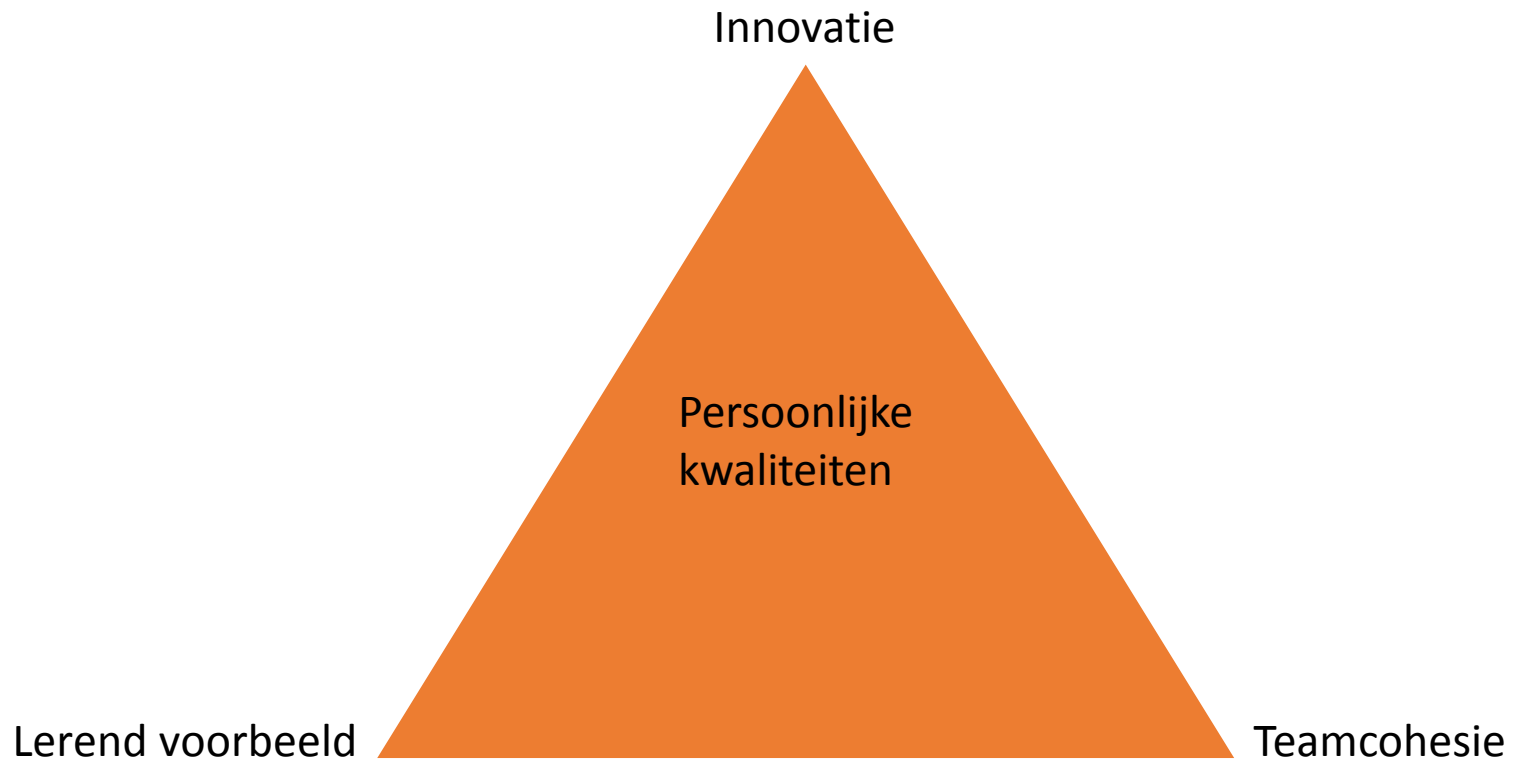 Innovatie
Persoonlijke
kwaliteiten
Lerend voorbeeld
Teamcohesie